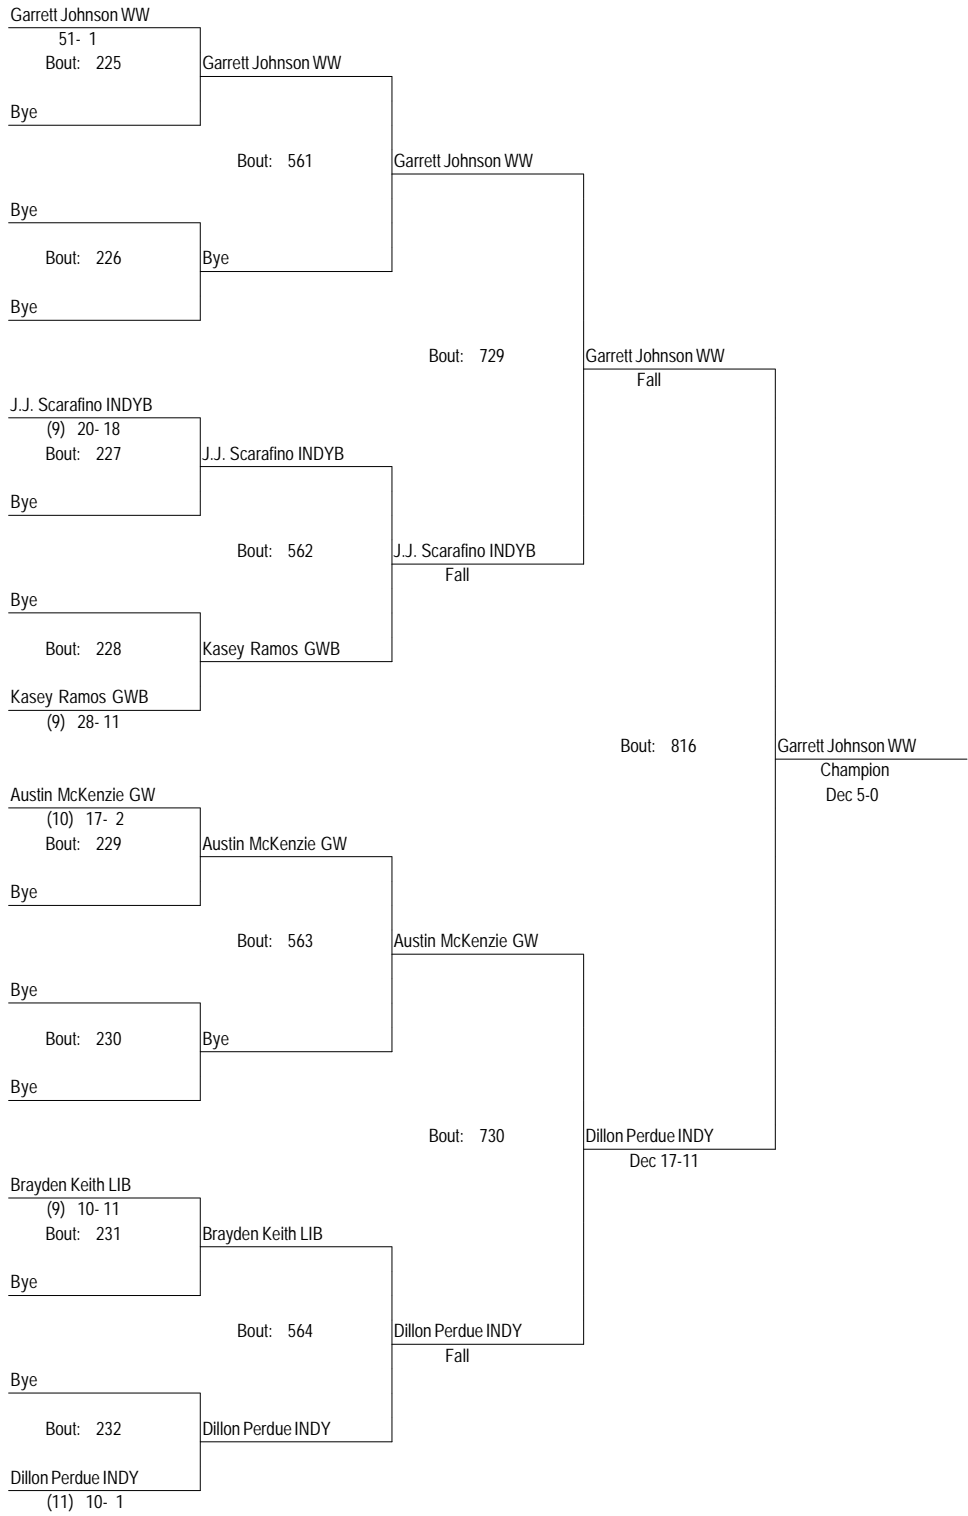 Garrett Johnson WW
51- 1
Bout: 225
Garrett Johnson WW
Bye
Bout: 561
Garrett Johnson WW
Bye
Bout: 226
Bye
Bye
Bout: 729
Garrett Johnson WW
Fall
J.J. Scarafino INDYB
(9) 20- 18
Bout: 227
J.J. Scarafino INDYB
Bye
Bout: 562
J.J. Scarafino INDYB
Fall
Bye
Bout: 228
Kasey Ramos GWB
Kasey Ramos GWB
(9) 28- 11
Bout: 816
Garrett Johnson WW
Champion
Dec 5-0
Austin McKenzie GW
(10) 17- 2
Bout: 229
Austin McKenzie GW
Bye
Bout: 563
Austin McKenzie GW
Bye
Bout: 230
Bye
Bye
Bout: 730
Dillon Perdue INDY
Dec 17-11
Brayden Keith LIB
(9) 10- 11
Bout: 231
Brayden Keith LIB
Bye
Bout: 564
Dillon Perdue INDY
Fall
Bye
Bout: 232
Dillon Perdue INDY
Dillon Perdue INDY
(11) 10- 1